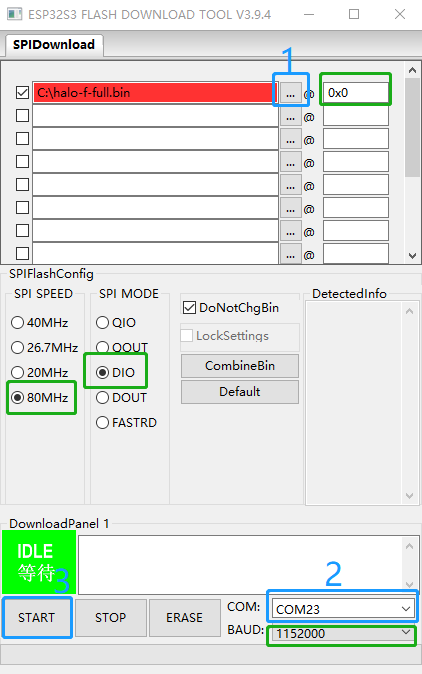 ESP32S3 FLASH DOWNLOAD TOOL V3.9.4
SPIDownload
1
C:\halo-f-full.bin ... @ 0x0
... @
... @
... @
... @
... @
... @
... @
SPIFlashConfig
SPI SPEED
40MHz
26.7MHz
20MHz
80MHz
SPI MODE
QIO
QOUT
DIO
DOUT
FASTRD
DoNotChgBin
LockSettings
CombineBin
Default
DetectedInfo
DownloadPanel 1
IDLE
等待
3
2
START STOP ERASE
COM: COM23
BAUD: 1152000